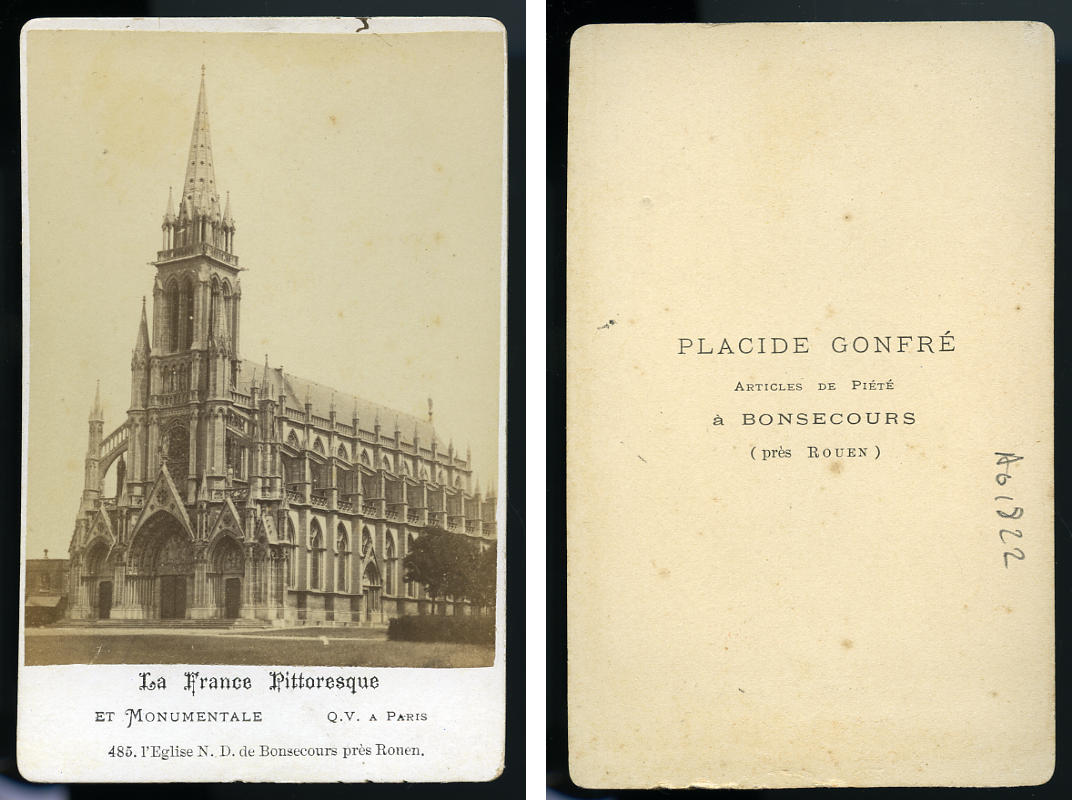 La France Pittoresque
ET MONUMENTALE Q.V. A PARIS
485. l'Eglise N. D. de Bonsecours près Rouen.
PLACIDE GONFRÉ
ARTICLES DE PIÉTÉ
à BONSECOURS
(près ROUEN)